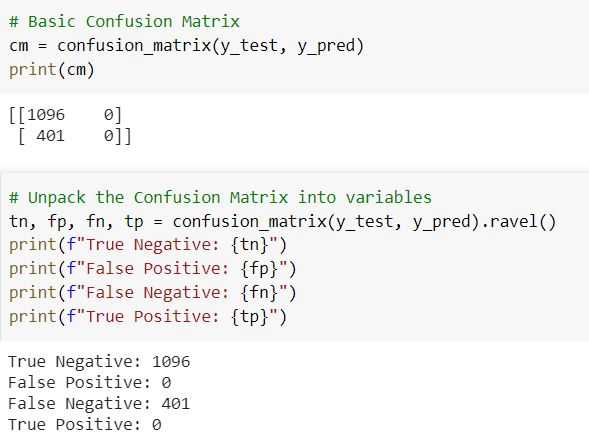 # Basic Confusion Matrix
cm = confusion_matrix(y_test, y_pred)
print(cm)
[[1096    0]
 [ 401    0]]
# Unpack the Confusion Matrix into variables
tn, fp, fn, tp = confusion_matrix(y_test, y_pred).ravel()
print(f"True Negative: {tn}")
print(f"False Positive: {fp}")
print(f"False Negative: {fn}")
print(f"True Positive: {tp}")
True Negative: 1096
False Positive: 0
False Negative: 401
True Positive: 0